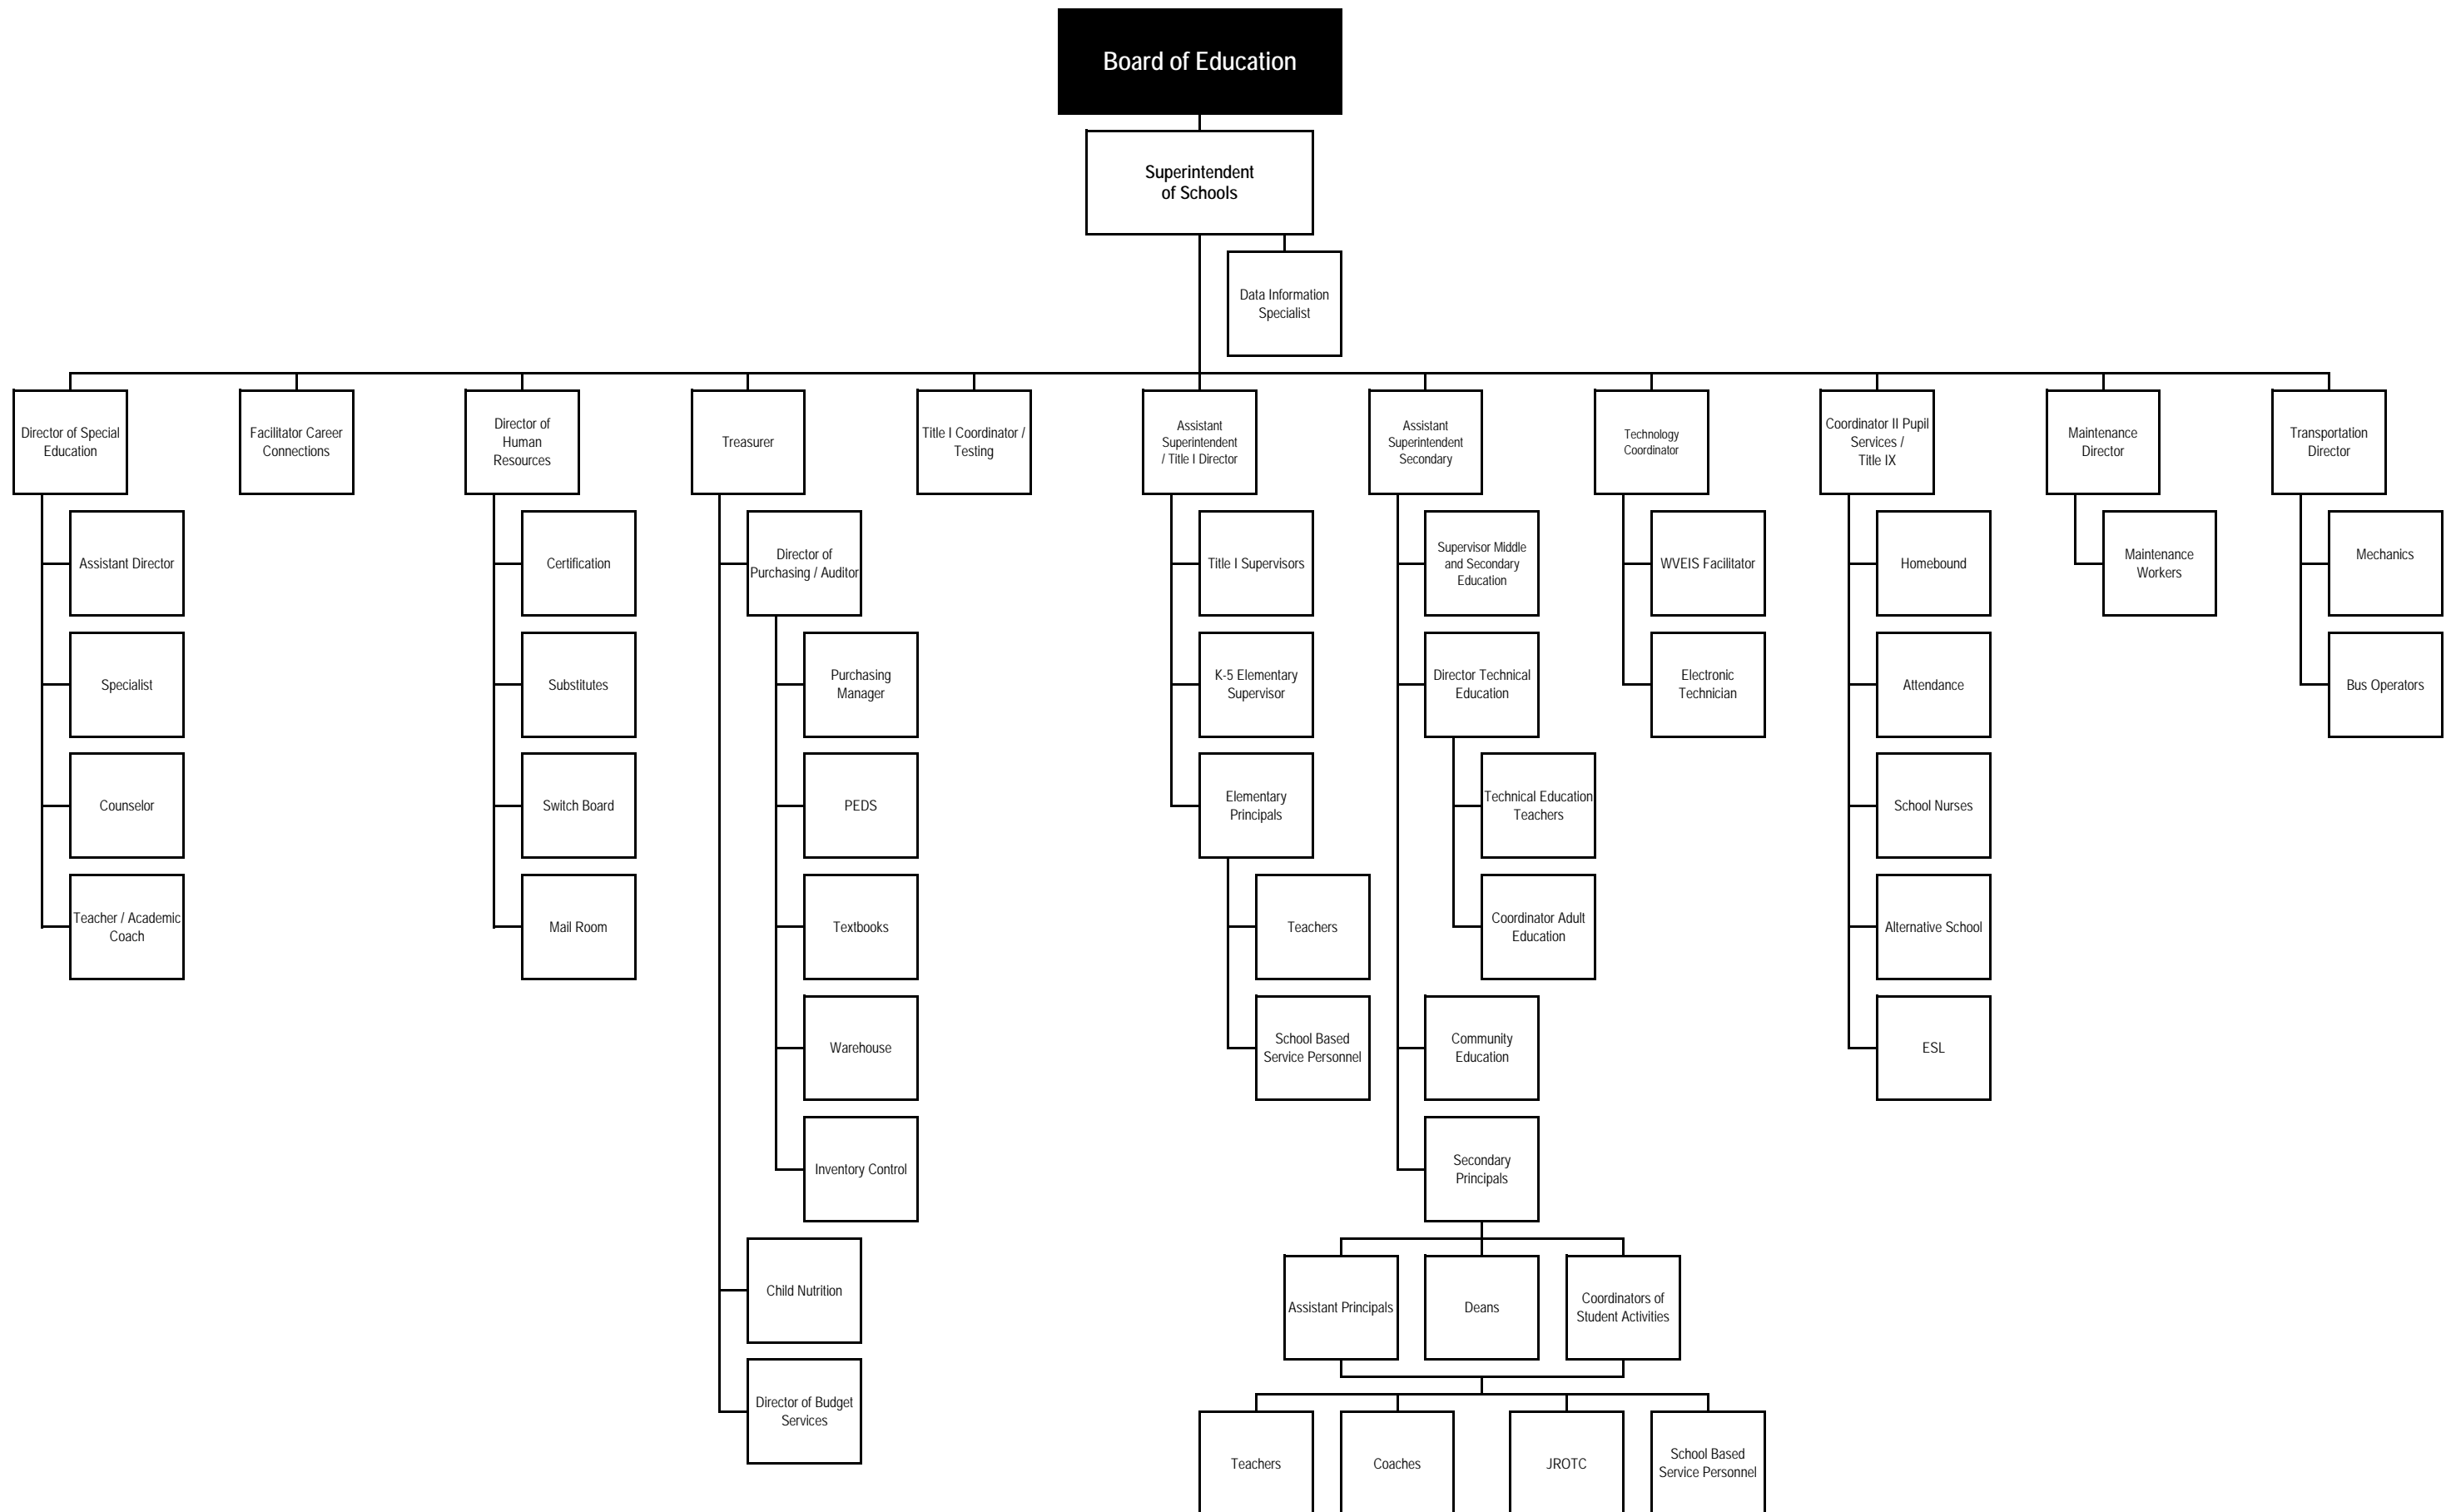 Board of Education
Superintendent
of Schools
Data Information
Specialist
Director of Special
Education
Facilitator Career
Connections
Director of
Human
Resources
Treasurer
Title I Coordinator /
Testing
Assistant
Superintendent
/ Title I Director
Assistant
Superintendent
Secondary
Technology
Coordinator
Coordinator II Pupil
Services /
Title IX
Maintenance
Director
Transportation
Director
Assistant Director
Certification
Director of
Purchasing / Auditor
Title I Supervisors
Supervisor Middle
and Secondary
Education
WVEIS Facilitator
Homebound
Maintenance
Workers
Mechanics
Specialist
Substitutes
Purchasing
Manager
K-5 Elementary
Supervisor
Director Technical
Education
Electronic
Technician
Attendance
Bus Operators
Counselor
Switch Board
PEDS
Elementary
Principals
Technical Education
Teachers
School Nurses
Teacher / Academic
Coach
Mail Room
Textbooks
Teachers
Coordinator Adult
Education
Alternative School
Warehouse
School Based
Service Personnel
Community
Education
ESL
Inventory Control
Secondary
Principals
Child Nutrition
Assistant Principals
Deans
Coordinators of
Student Activities
Director of Budget
Services
Teachers
Coaches
JROTC
School Based
Service Personnel